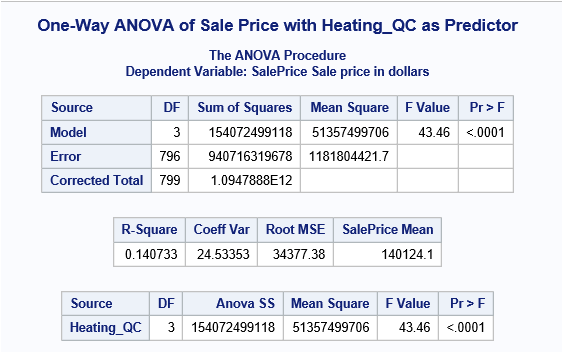 One-Way ANOVA of Sale Price with Heating_QC as Predictor
The ANOVA Procedure
Dependent Variable: SalePrice Sale price in dollars
Source DF Sum of Squares Mean Square F Value Pr > F
Model 3 154072499118 51357499706 43.46 <.0001
Error 796 940716319678 1181804421.7
Corrected Total 799 1.0947888E12
R-Square Coeff Var Root MSE SalePrice Mean
0.140733 24.53353 34377.38 140124.1
Source DF Anova SS Mean Square F Value Pr > F
Heating_QC 3 154072499118 51357499706 43.46 <.0001